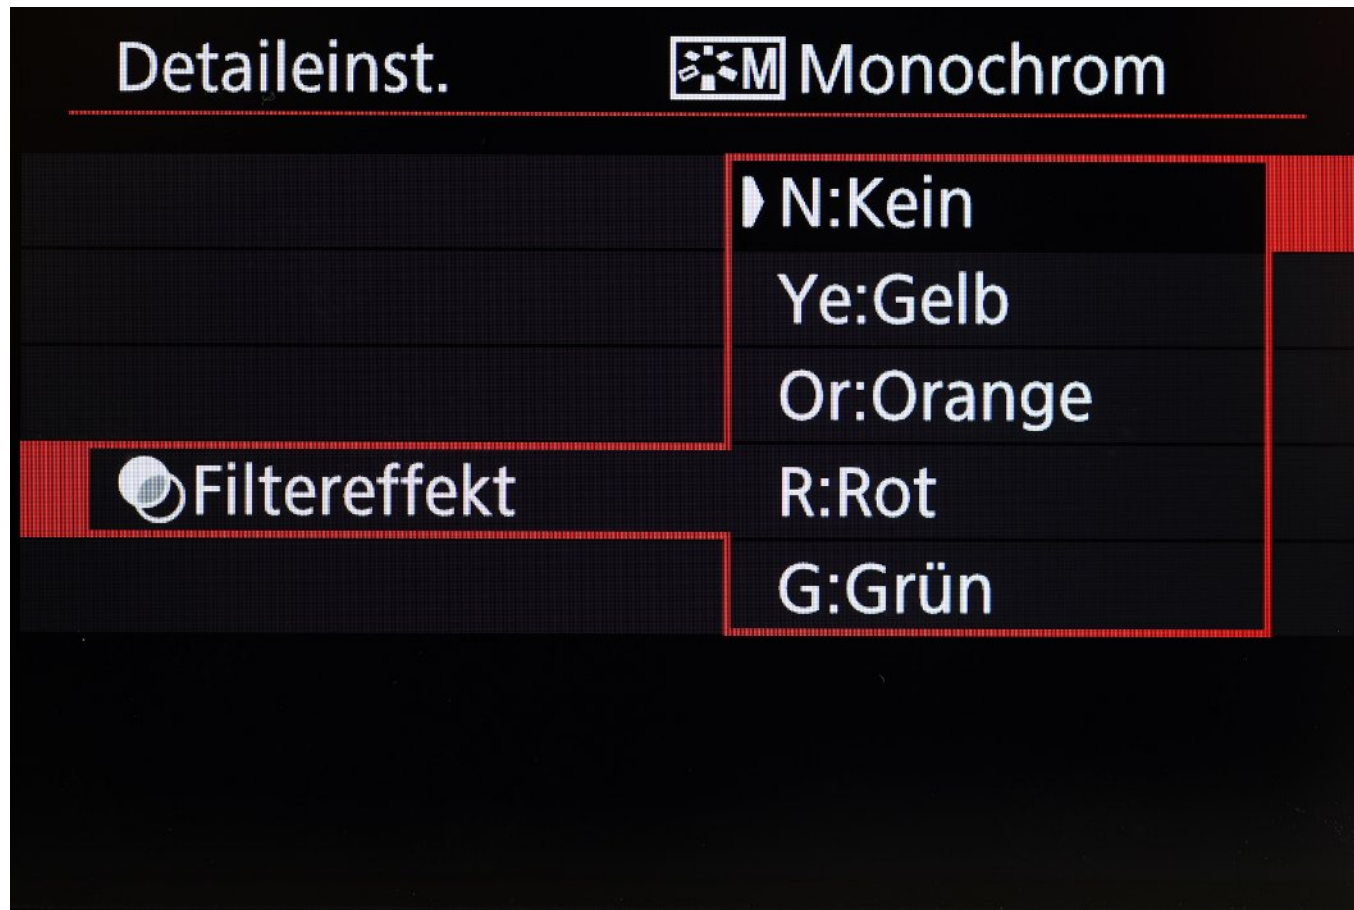 Detaileinst. M Monochrom
N:Kein
Ye:Gelb
Or:Orange
Filtereffekt R:Rot
G:Grün